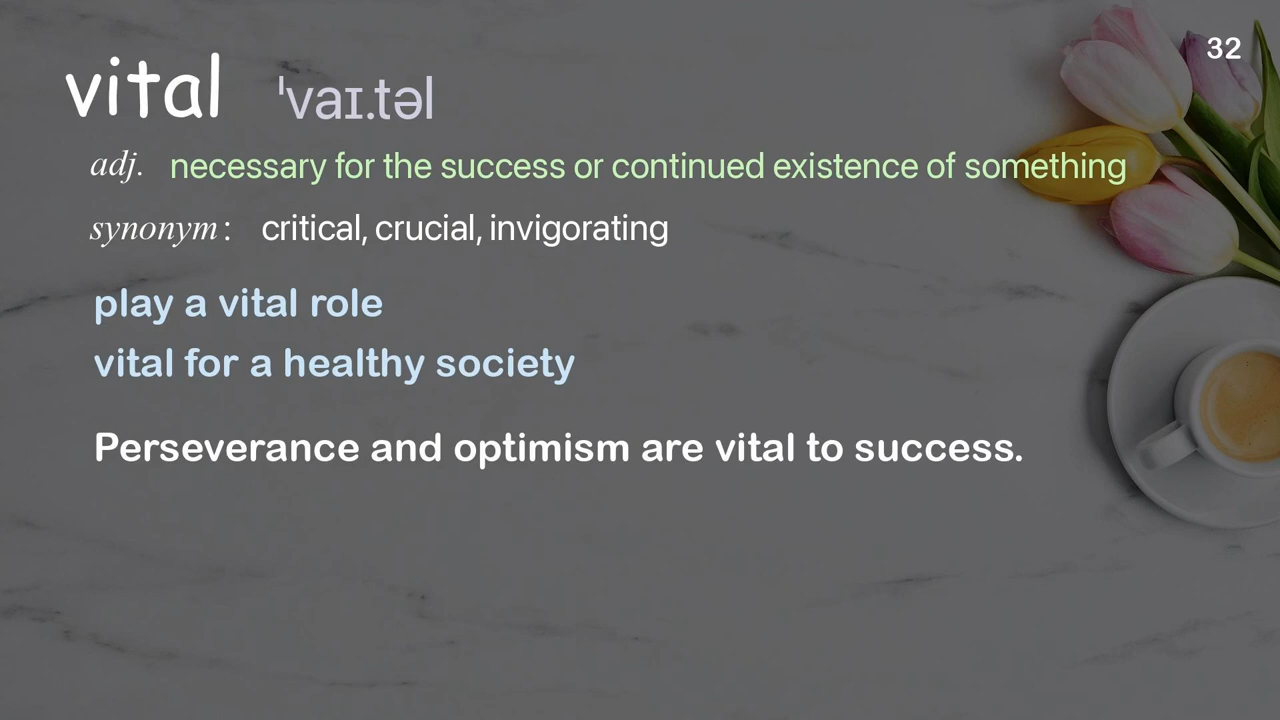 32
vital ˈvaɪ.təl
adj. necessary for the success or continued existence of something
synonym : critical, crucial, invigorating
play a vital role
vital for a healthy society
Perseverance and optimism are vital to success.